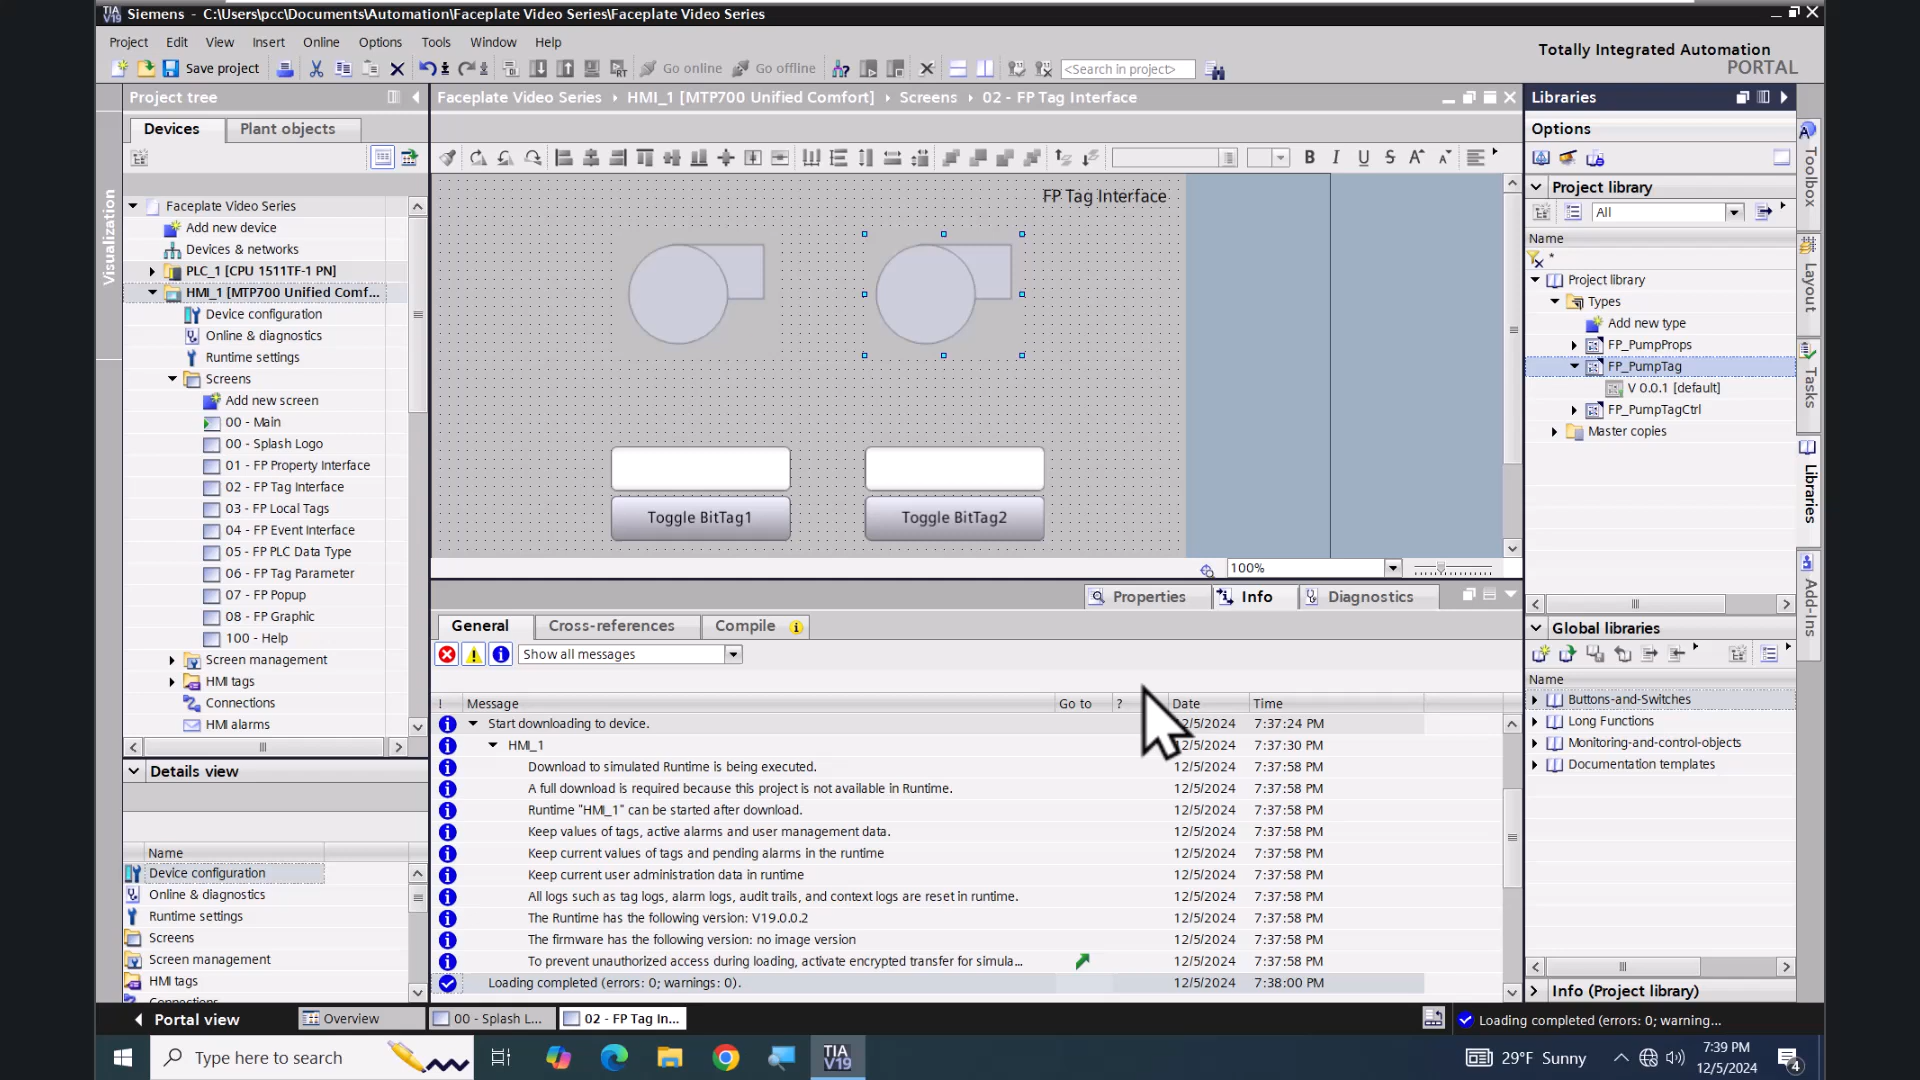 TIA V19 Siemens - C:\Users\pcc\Documents\Automation\Faceplate Video Series\Faceplate Video Series
Project Edit View Insert Online Options Tools Window Help
Totally Integrated Automation
PORTAL
Save project Go online Go offline <Search in project>
Project tree
Faceplate Video Series HMI_1 [MTP700 Unified Comfort] Screens 02 - FP Tag Interface
Libraries
Devices Plant objects
Options
Visualization
Faceplate Video Series
Add new device
Devices & networks
PLC_1 [CPU 1511TF-1 PN]
HMI_1 [MTP700 Unified Comf...
Device configuration
Online & diagnostics
Runtime settings
Screens
Add new screen
00 - Main
00 - Splash Logo
01 - FP Property Interface
02 - FP Tag Interface
03 - FP Local Tags
04 - FP Event Interface
05 - FP PLC Data Type
06 - FP Tag Parameter
07 - FP Popup
08 - FP Graphic
100 - Help
Screen management
HMI tags
Connections
HMI alarms
Details view
Name
Device configuration
Online & diagnostics
Runtime settings
Screens
Screen management
HMI tags
Connections
B I U S A A
FP Tag Interface
Toggle BitTag1 Toggle BitTag2
100%
Properties Info Diagnostics
General Cross-references Compile
Show all messages
! Message Go to ? Date Time
Start downloading to device. 12/5/2024 7:37:24 PM
HMI_1 12/5/2024 7:37:30 PM
Download to simulated Runtime is being executed. 12/5/2024 7:37:58 PM
A full download is required because this project is not available in Runtime. 12/5/2024 7:37:58 PM
Runtime "HMI_1" can be started after download. 12/5/2024 7:37:58 PM
Keep values of tags, active alarms and user management data. 12/5/2024 7:37:58 PM
Keep current values of tags and pending alarms in the runtime 12/5/2024 7:37:58 PM
Keep current user administration data in runtime 12/5/2024 7:37:58 PM
All logs such as tag logs, alarm logs, audit trails, and context logs are reset in runtime. 12/5/2024 7:37:58 PM
The Runtime has the following version: V19.0.0.2 12/5/2024 7:37:58 PM
The firmware has the following version: no image version 12/5/2024 7:37:58 PM
To prevent unauthorized access during loading, activate encrypted transfer for simula... 12/5/2024 7:37:58 PM
Loading completed (errors: 0; warnings: 0). 12/5/2024 7:38:00 PM
Project library
All
Name
*
Project library
Types
Add new type
FP_PumpProps
FP_PumpTag
V 0.0.1 [default]
FP_PumpTagCtrl
Master copies
Global libraries
Name
Buttons-and-Switches
Long Functions
Monitoring-and-control-objects
Documentation templates
Info (Project library)
Toolbox
Layout
Tasks
Libraries
Add-Ins
Portal view Overview 00 - Splash L... 02 - FP Tag In... Loading completed (errors: 0; warning...
Type here to search TIA V19 29°F Sunny 7:39 PM
12/5/2024
4